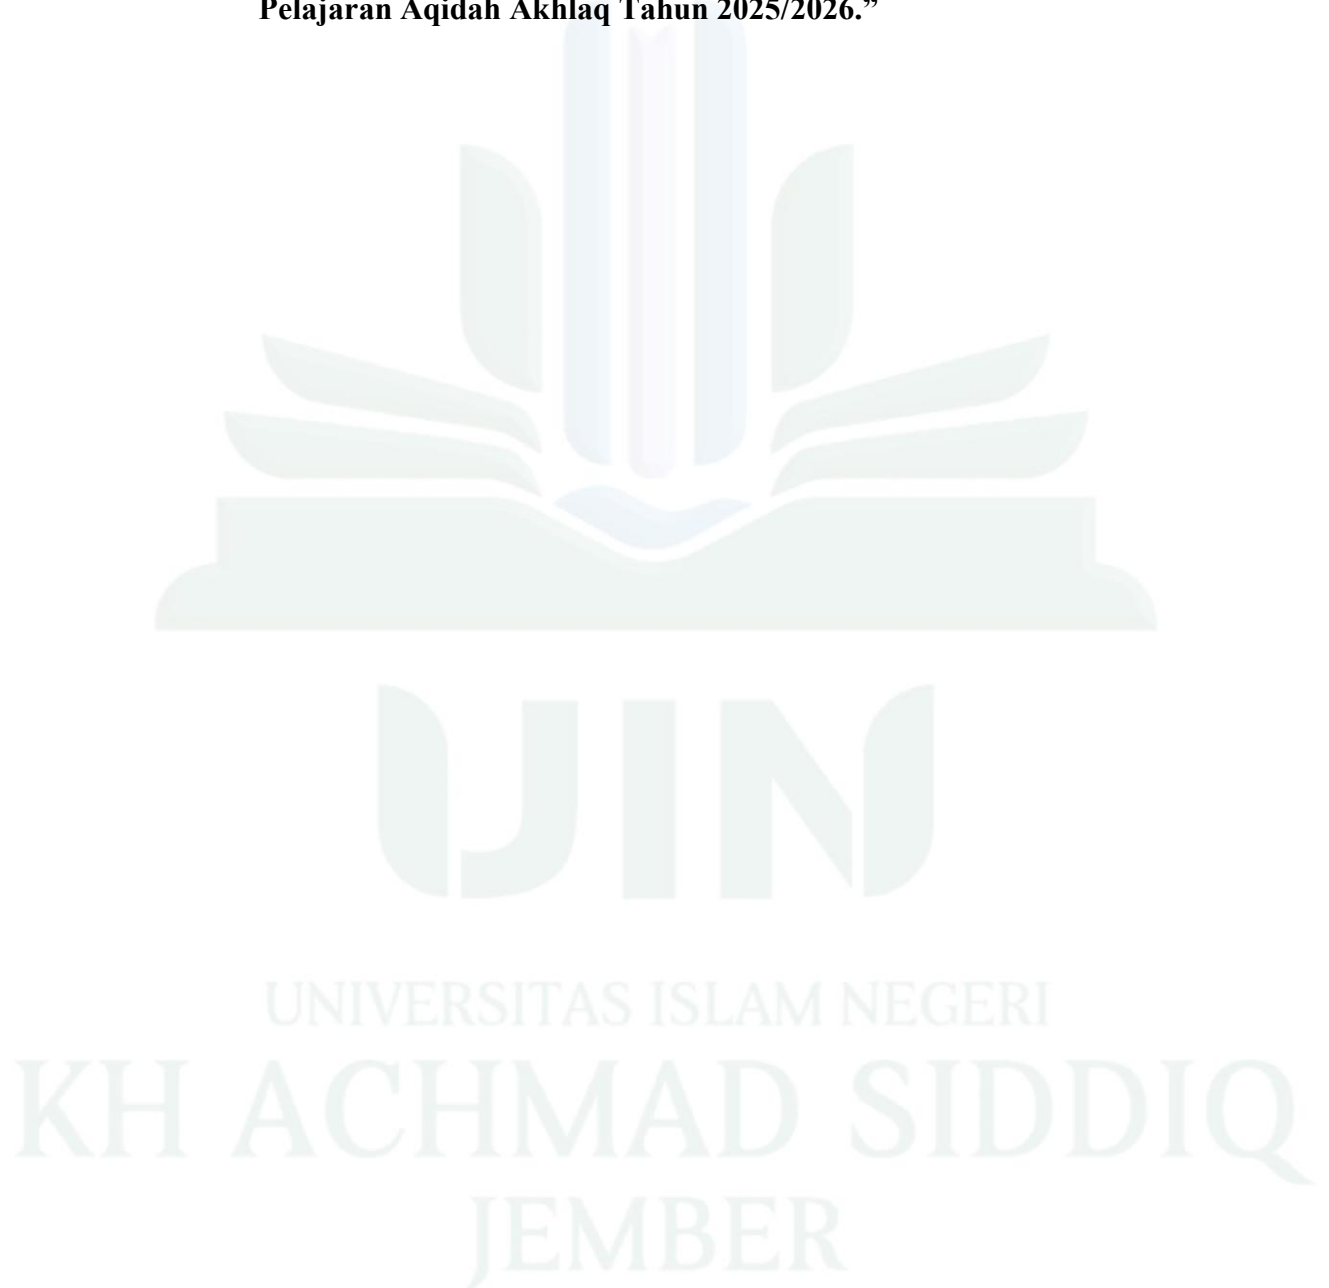 Pelajaran Aqidah Akhlaq Tahun 2025/2026.”
UIN
UNIVERSITAS ISLAM NEGERI
KH ACHMAD SIDDIQ
JEMBER